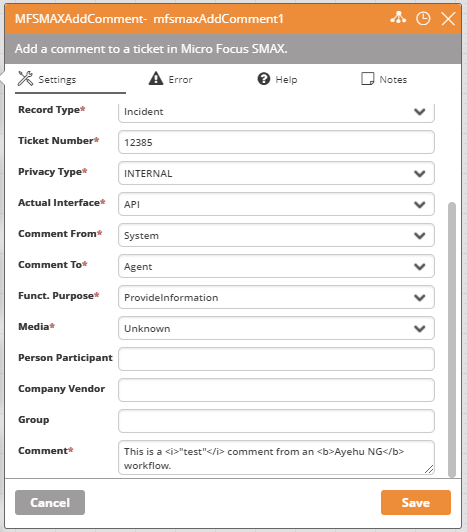 MFSMAXAddComment- mfsmaxAddComment1
Add a comment to a ticket in Micro Focus SMAX.
Settings Error Help Notes
Record Type* Incident
Ticket Number* 12385
Privacy Type* INTERNAL
Actual Interface* API
Comment From* System
Comment To* Agent
Funct. Purpose* ProvideInformation
Media* Unknown
Person Participant
Company Vendor
Group
Comment* This is a <i>"test"</i> comment from an <b>Ayehu NG</b>
workflow.
Cancel Save